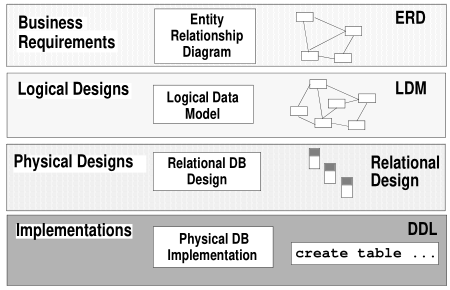 Business
Requirements
Entity
Relationship
Diagram
ERD
Logical Designs
Logical Data
Model
LDM
Physical Designs
Relational DB
Design
Relational
Design
Implementations
Physical DB
Implementation
DDL
create table ...